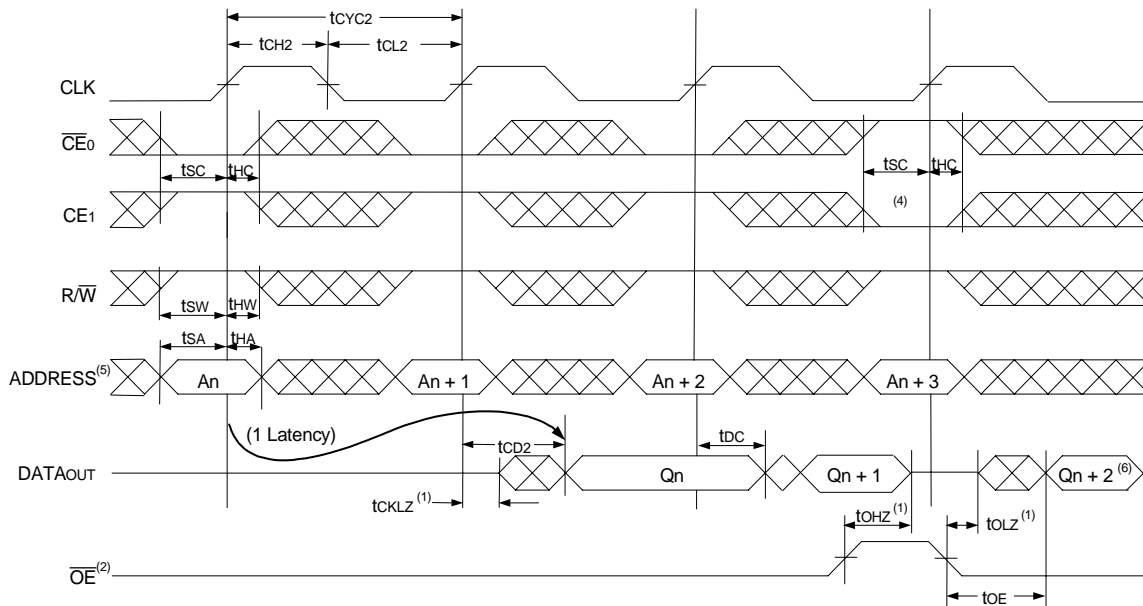 tCYC2
tCH2 tCL2
CLK
CE0
tSC tHC tSC tHC
CE1 (4)
R/W
tSW tHW
tSA tHA
ADDRESS(5) An An + 1 An + 2 An + 3
(1 Latency) tCD2 tDC
DATAOUT Qn Qn + 1 Qn + 2(6)
tCKLZ(1) tOHZ(1) tOLZ(1)
OE(2)
tOE